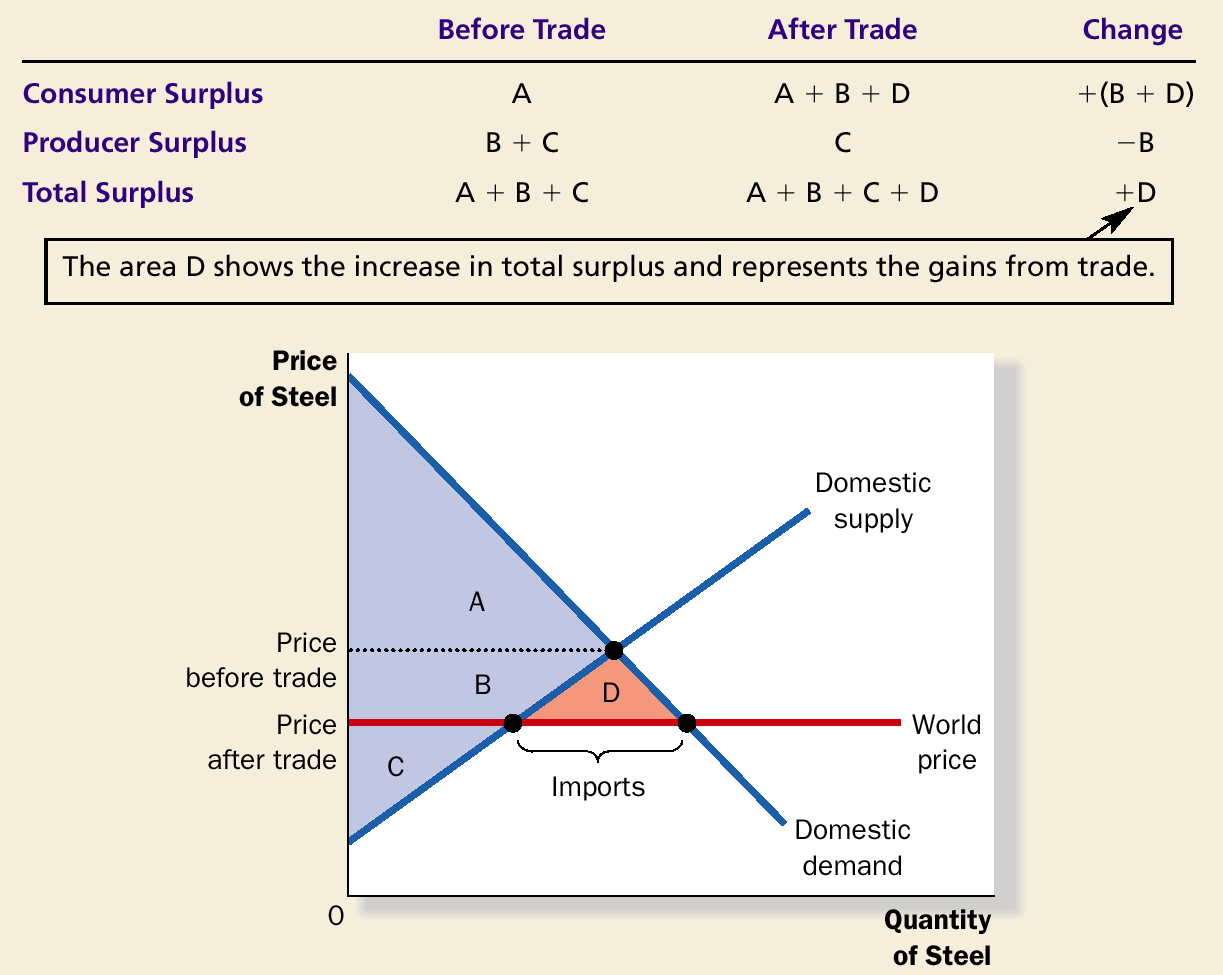 Before Trade After Trade Change
Consumer Surplus A A + B + D +(B + D)
Producer Surplus B + C C −B
Total Surplus A + B + C A + B + C + D +D
The area D shows the increase in total surplus and represents the gains from trade.
Price
of Steel
Domestic
supply
A
Price
before trade
B
D
Price
after trade
World
price
C
Imports
Domestic
demand
0
Quantity
of Steel